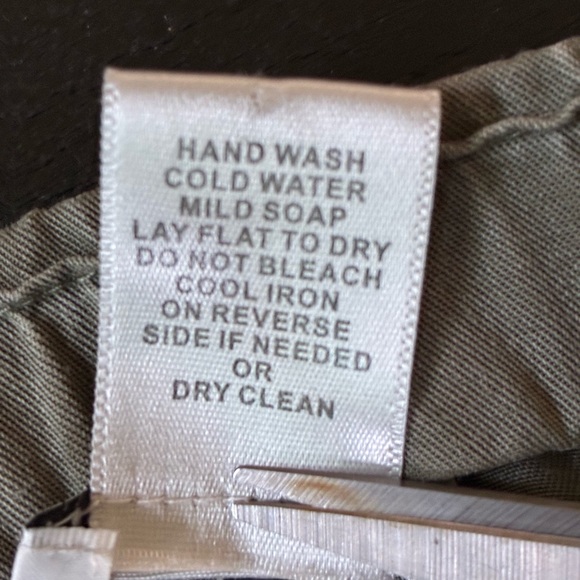 HAND WASH
COLD WATER
MILD SOAP
LAY FLAT TO DRY
DO NOT BLEACH
COOL IRON
ON REVERSE
SIDE IF NEEDED
OR
DRY CLEAN